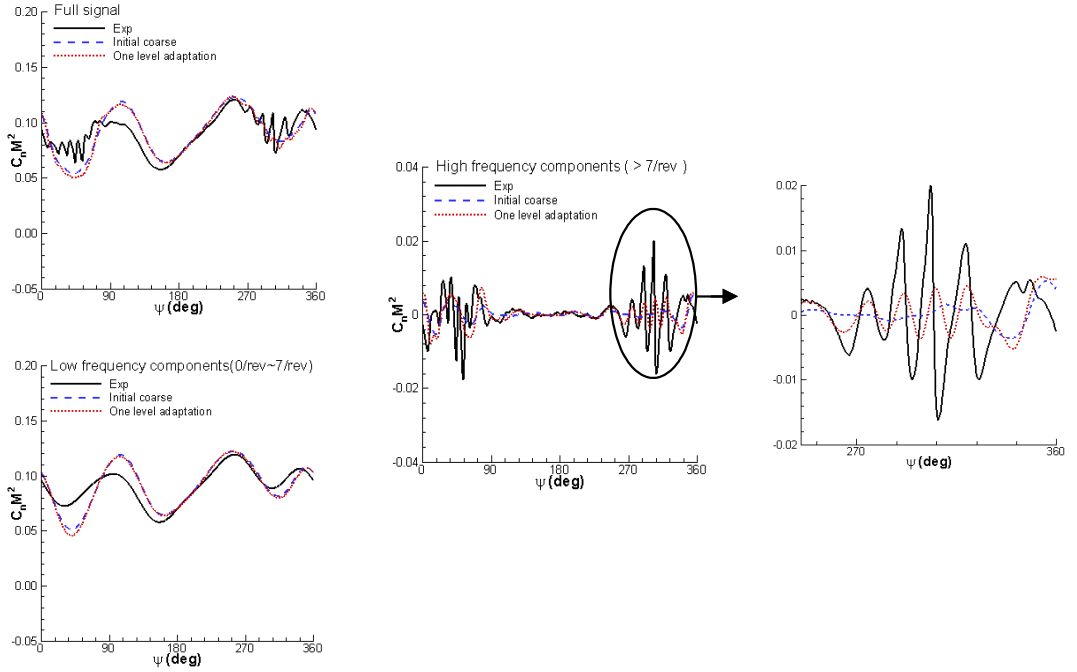 Full signal
Exp
Initial coarse
One level adaptation
0.20
0.15
0.10
0.05
0.00
-0.05
CnM²
0 90 180 270 360
ψ(deg)
Low frequency components(0/rev~7/rev)
Exp
Initial coarse
One level adaptation
0.20
0.15
0.10
0.05
0.00
-0.05
CnM²
0 90 180 270 360
ψ(deg)
High frequency components ( > 7/rev )
Exp
Initial coarse
One level adaptation
0.04
0.02
0
-0.02
-0.04
CnM²
0 90 180 270 360
ψ(deg)
0.02
0.01
0
-0.01
-0.02
270 360
ψ(deg)